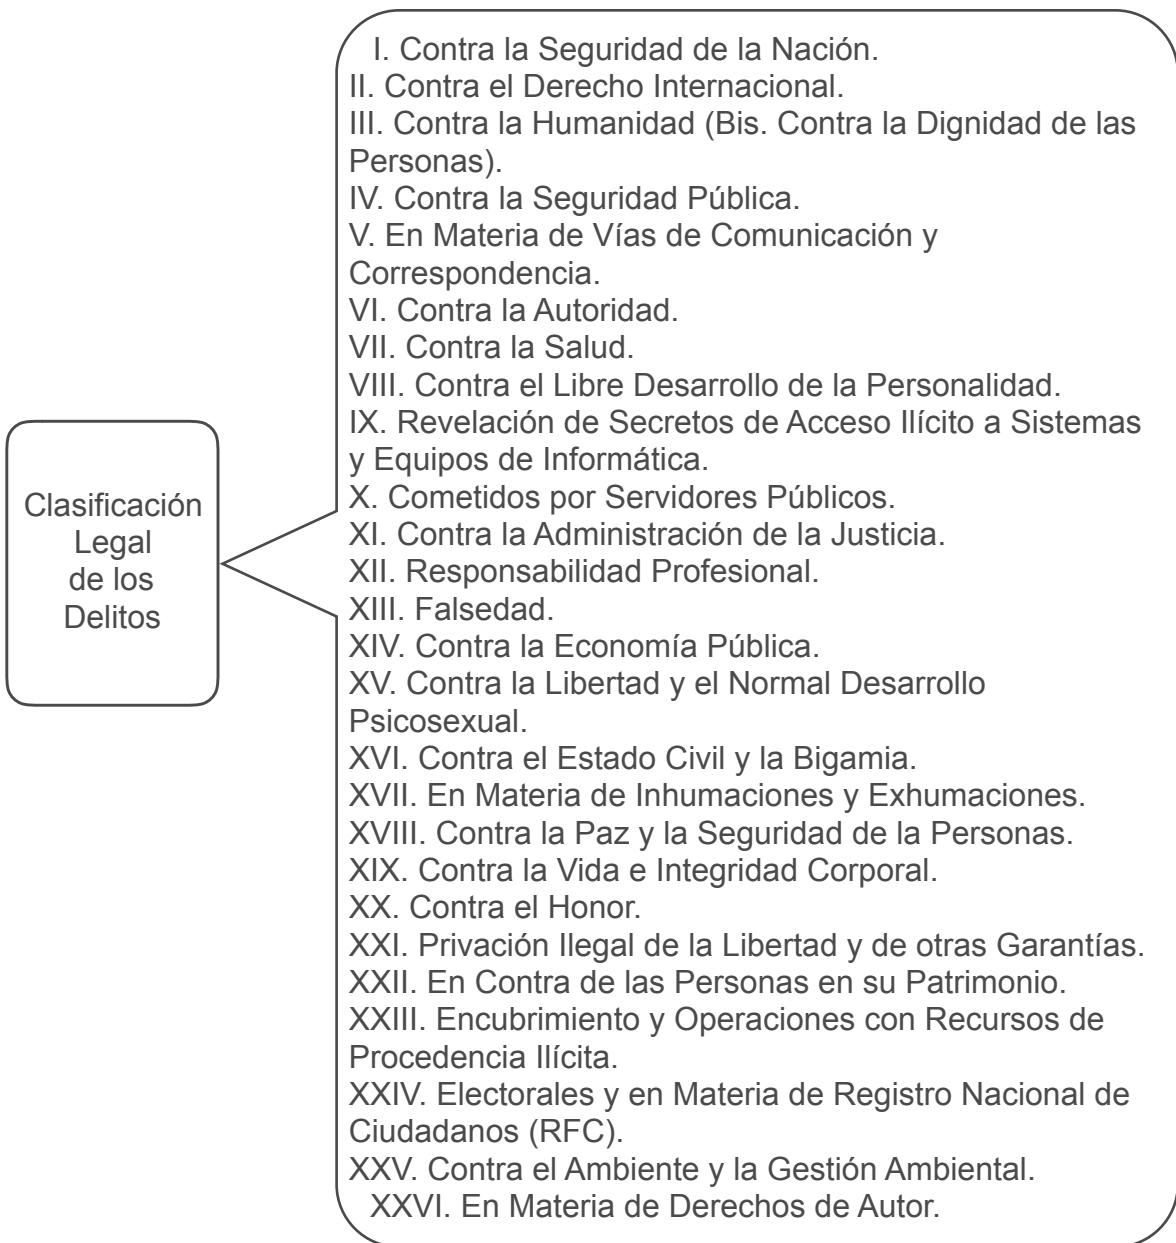 Clasificación
Legal
de los
Delitos
I. Contra la Seguridad de la Nación.
II. Contra el Derecho Internacional.
III. Contra la Humanidad (Bis. Contra la Dignidad de las
Personas).
IV. Contra la Seguridad Pública.
V. En Materia de Vías de Comunicación y
Correspondencia.
VI. Contra la Autoridad.
VII. Contra la Salud.
VIII. Contra el Libre Desarrollo de la Personalidad.
IX. Revelación de Secretos de Acceso Ilícito a Sistemas
y Equipos de Informática.
X. Cometidos por Servidores Públicos.
XI. Contra la Administración de la Justicia.
XII. Responsabilidad Profesional.
XIII. Falsedad.
XIV. Contra la Economía Pública.
XV. Contra la Libertad y el Normal Desarrollo
Psicosexual.
XVI. Contra el Estado Civil y la Bigamia.
XVII. En Materia de Inhumaciones y Exhumaciones.
XVIII. Contra la Paz y la Seguridad de la Personas.
XIX. Contra la Vida e Integridad Corporal.
XX. Contra el Honor.
XXI. Privación Ilegal de la Libertad y de otras Garantías.
XXII. En Contra de las Personas en su Patrimonio.
XXIII. Encubrimiento y Operaciones con Recursos de
Procedencia Ilícita.
XXIV. Electorales y en Materia de Registro Nacional de
Ciudadanos (RFC).
XXV. Contra el Ambiente y la Gestión Ambiental.
XXVI. En Materia de Derechos de Autor.